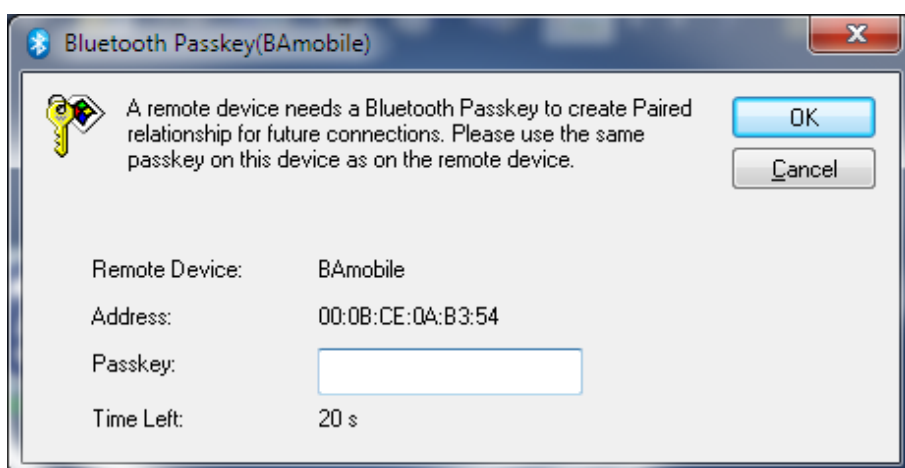 Bluetooth Passkey(BAmobile)
A remote device needs a Bluetooth Passkey to create Paired
relationship for future connections. Please use the same
passkey on this device as on the remote device.
OK
Cancel
Remote Device: BAmobile
Address: 00:0B:CE:0A:B3:54
Passkey:
Time Left: 20 s